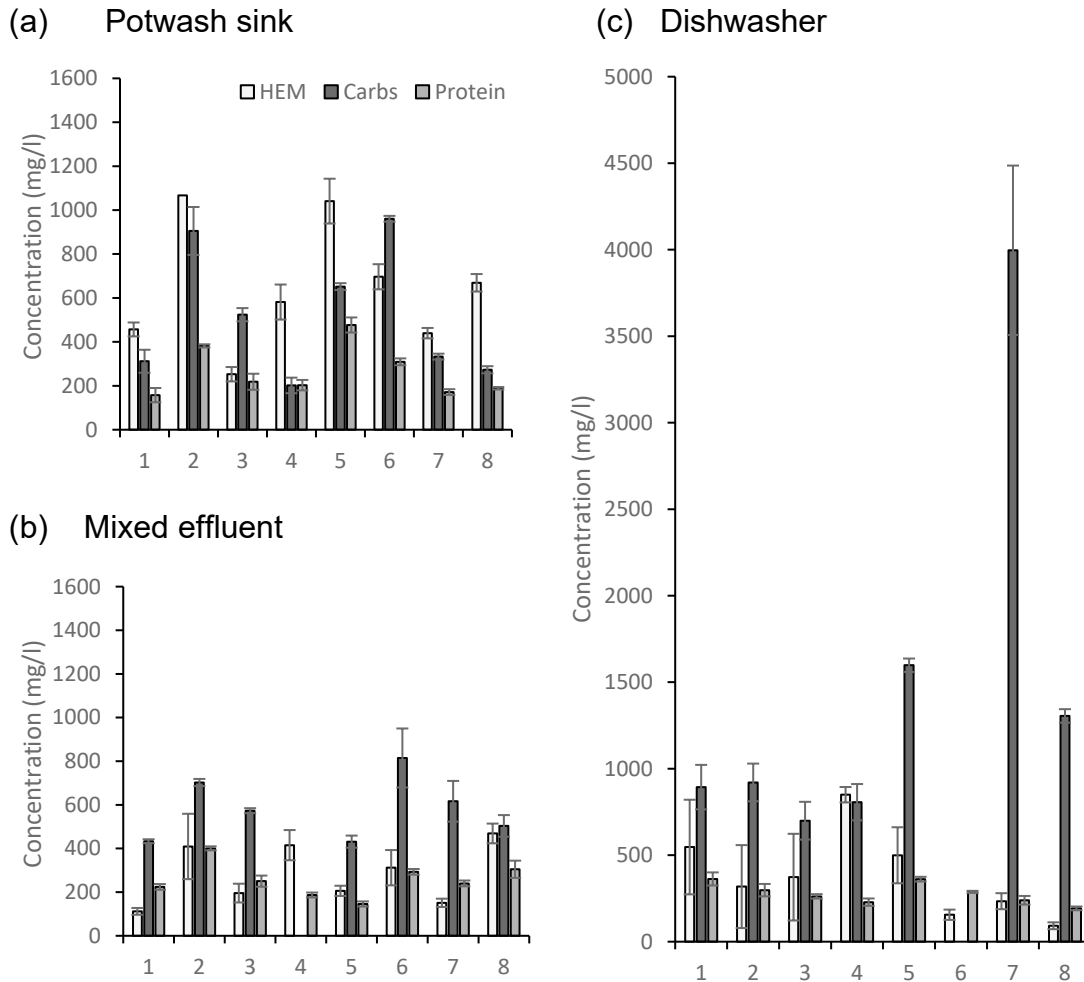 (a) Potwash sink
1600
1400
1200
1000
800
600
400
200
0
Concentration (mg/l)
HEM Carbs Protein
1 2 3 4 5 6 7 8
(b) Mixed effluent
1600
1400
1200
1000
800
600
400
200
0
Concentration (mg/l)
1 2 3 4 5 6 7 8
(c) Dishwasher
5000
4500
4000
3500
3000
2500
2000
1500
1000
500
0
Concentration (mg/l)
1 2 3 4 5 6 7 8